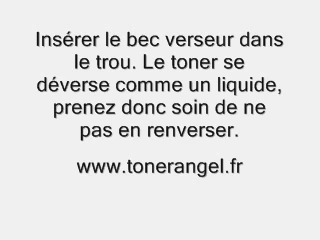 Insérer le bec verseur dans
le trou. Le toner se
déverse comme un liquide,
prenez donc soin de ne
pas en renverser.
www.tonerangel.fr